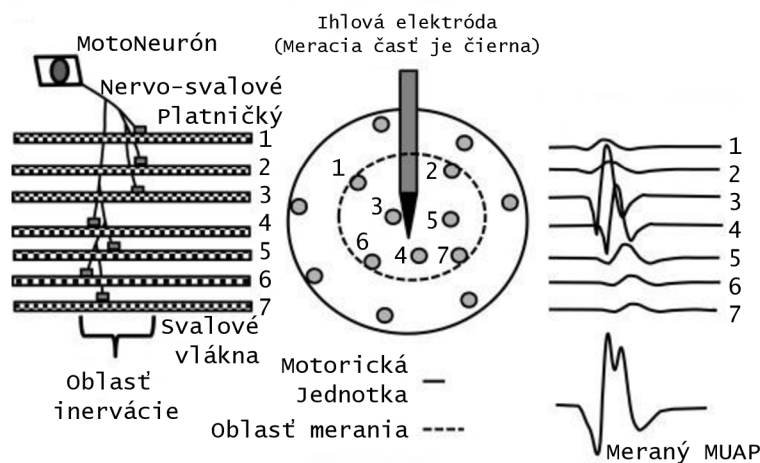 Ihlová elektróda
(Meracia časť je čierna)
MotoNeurón
Nervo-svalové
Platničký
1
2
3
4
5
6
7
Svalové
vlákna
Oblasť
inervácie
1
2
3
5
6
4
7
Motorická
Jednotka
Oblasť merania
1
2
3
4
5
6
7
Meraný MUAP